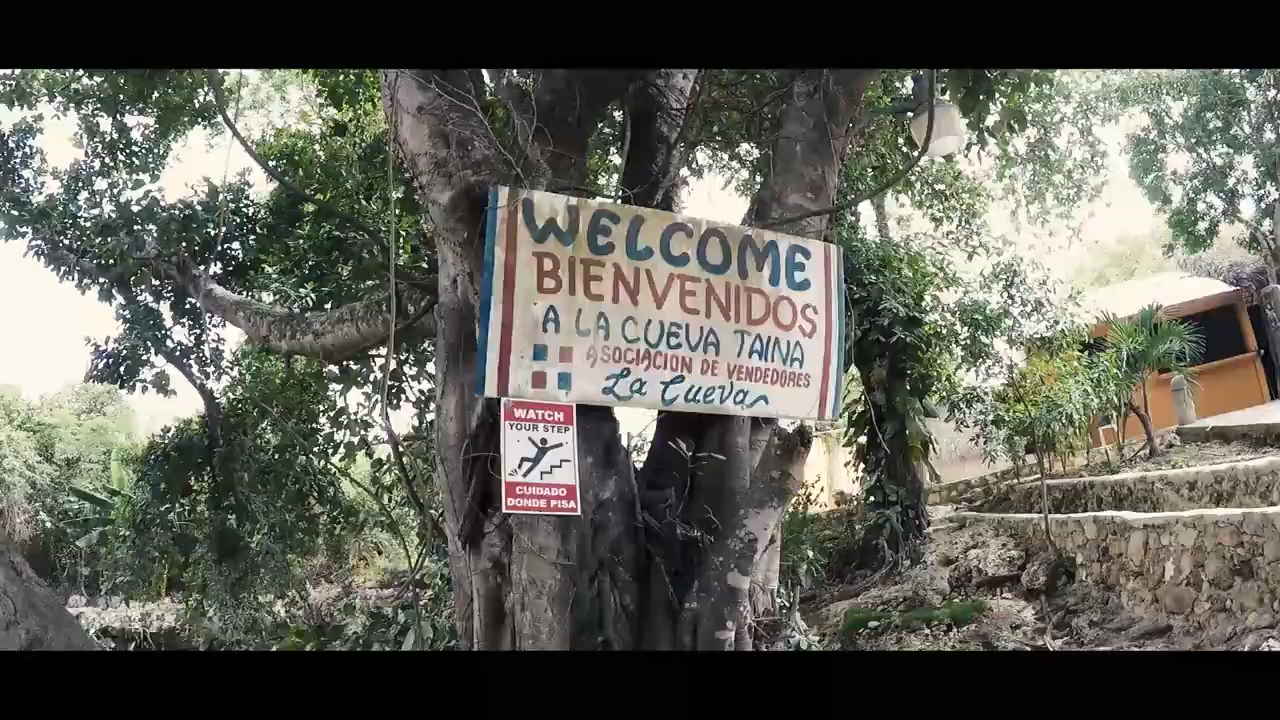 WELCOME
BIENVENIDOS
A LA CUEVA TAINA
ASOCIACION DE VENDEDORES
La Cueva
WATCH
YOUR STEP
CUIDADO
DONDE PISA